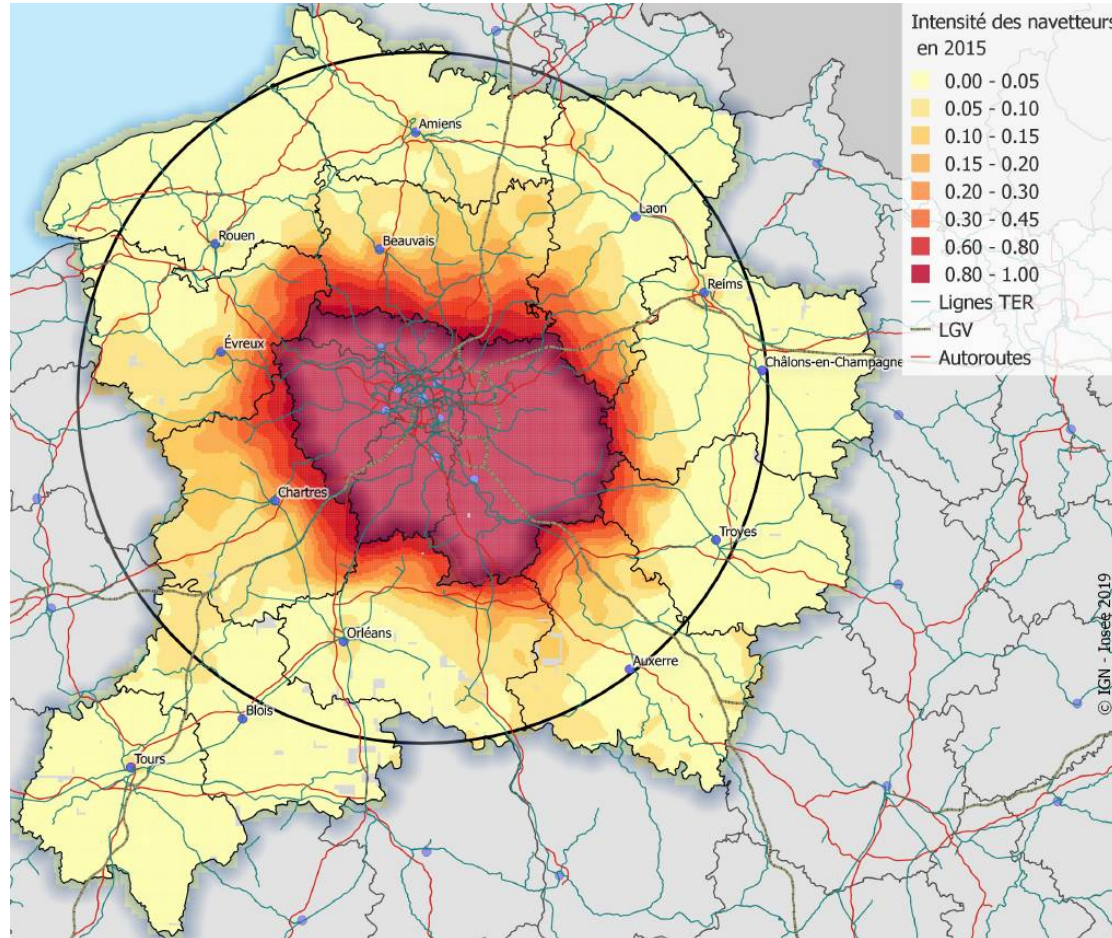 Intensité des navetteurs
en 2015
0.00 - 0.05
0.05 - 0.10
0.10 - 0.15
0.15 - 0.20
0.20 - 0.30
0.30 - 0.45
0.60 - 0.80
0.80 - 1.00
Lignes TER
LGV
Autoroutes
Amiens
Laon
Rouen
Beauvais
Reims
Évreux
Châlons-en-Champagne
Chartres
Troyes
Orléans
Auxerre
Blois
Tours
© IGN - Insee 2019